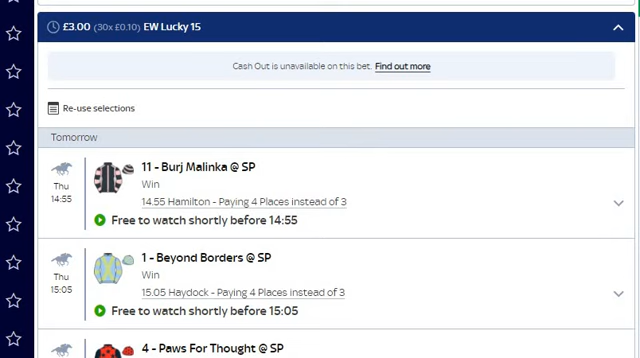 £3.00 (30x £0.10) EW Lucky 15
Cash Out is unavailable on this bet. Find out more
Re-use selections
Tomorrow
11 - Burj Malinka @ SP
Win
Thu
14:55
14.55 Hamilton - Paying 4 Places instead of 3
Free to watch shortly before 14:55
1 - Beyond Borders @ SP
Win
Thu
15:05
15.05 Haydock - Paying 4 Places instead of 3
Free to watch shortly before 15:05
4 - Paws For Thought @ SP